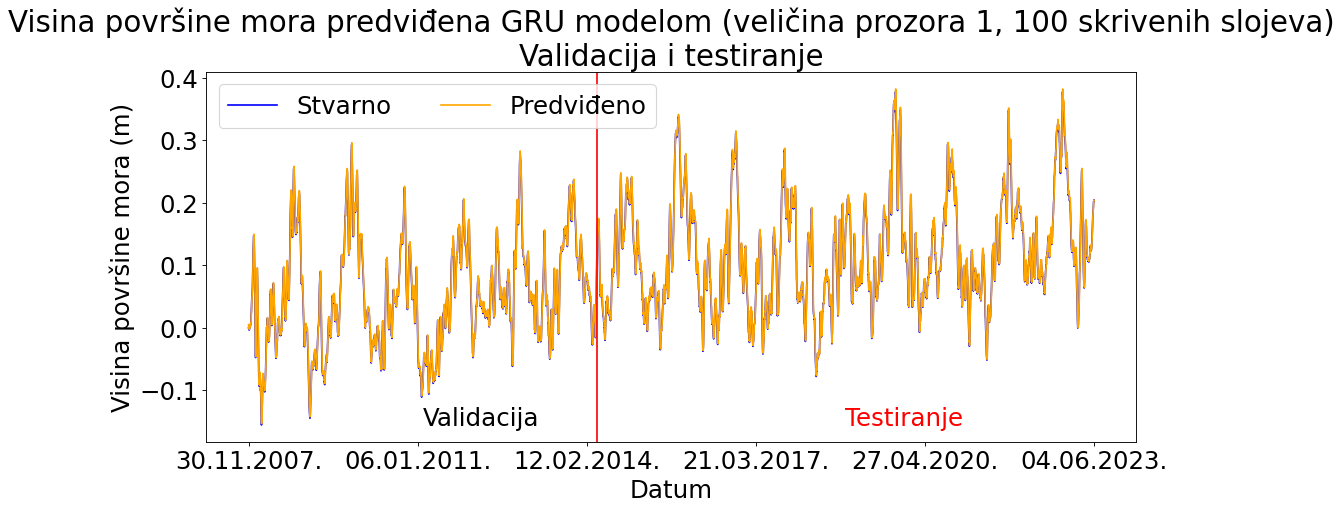 Visina površine mora predviđena GRU modelom (veličina prozora 1, 100 skrivenih slojeva)
Validacija i testiranje
Stvarno
Predviđeno
Visina površine mora (m)
0.4
0.3
0.2
0.1
0.0
−0.1
Validacija
Testiranje
30.11.2007.
06.01.2011.
12.02.2014.
21.03.2017.
27.04.2020.
04.06.2023.
Datum